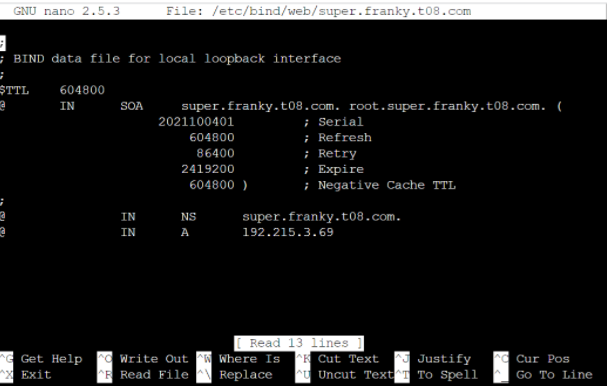 GNU nano 2.5.3 File: /etc/bind/web/super.franky.t08.com
;
; BIND data file for local loopback interface
;
$TTL 604800
@ IN SOA super.franky.t08.com. root.super.franky.t08.com. (
2021100401 ; Serial
604800 ; Refresh
86400 ; Retry
2419200 ; Expire
604800 ) ; Negative Cache TTL
;
@ IN NS super.franky.t08.com.
@ IN A 192.215.3.69
[ Read 13 lines ]
^G Get Help ^O Write Out ^W Where Is ^K Cut Text ^J Justify ^C Cur Pos
^X Exit ^R Read File ^\ Replace ^U Uncut Text ^T To Spell ^_ Go To Line